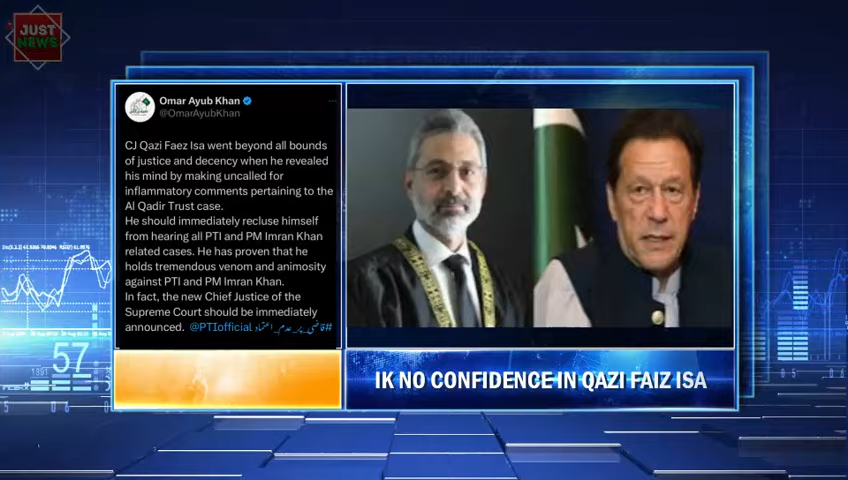 JUST
NEWS
Omar Ayub Khan
@OmarAyubKhan
CJ Qazi Faez Isa went beyond all bounds
of justice and decency when he revealed
his mind by making uncalled for
inflammatory comments pertaining to the
Al Qadir Trust case.
He should immediately recluse himself
from hearing all PTI and PM Imran Khan
related cases. He has proven that he
holds tremendous venom and animosity
against PTI and PM Imran Khan.
In fact, the new Chief Justice of the
Supreme Court should be immediately
announced. @PTIofficial #قاضی_پر_عدم_اعتماد
IK NO CONFIDENCE IN QAZI FAIZ ISA
57
1391
05